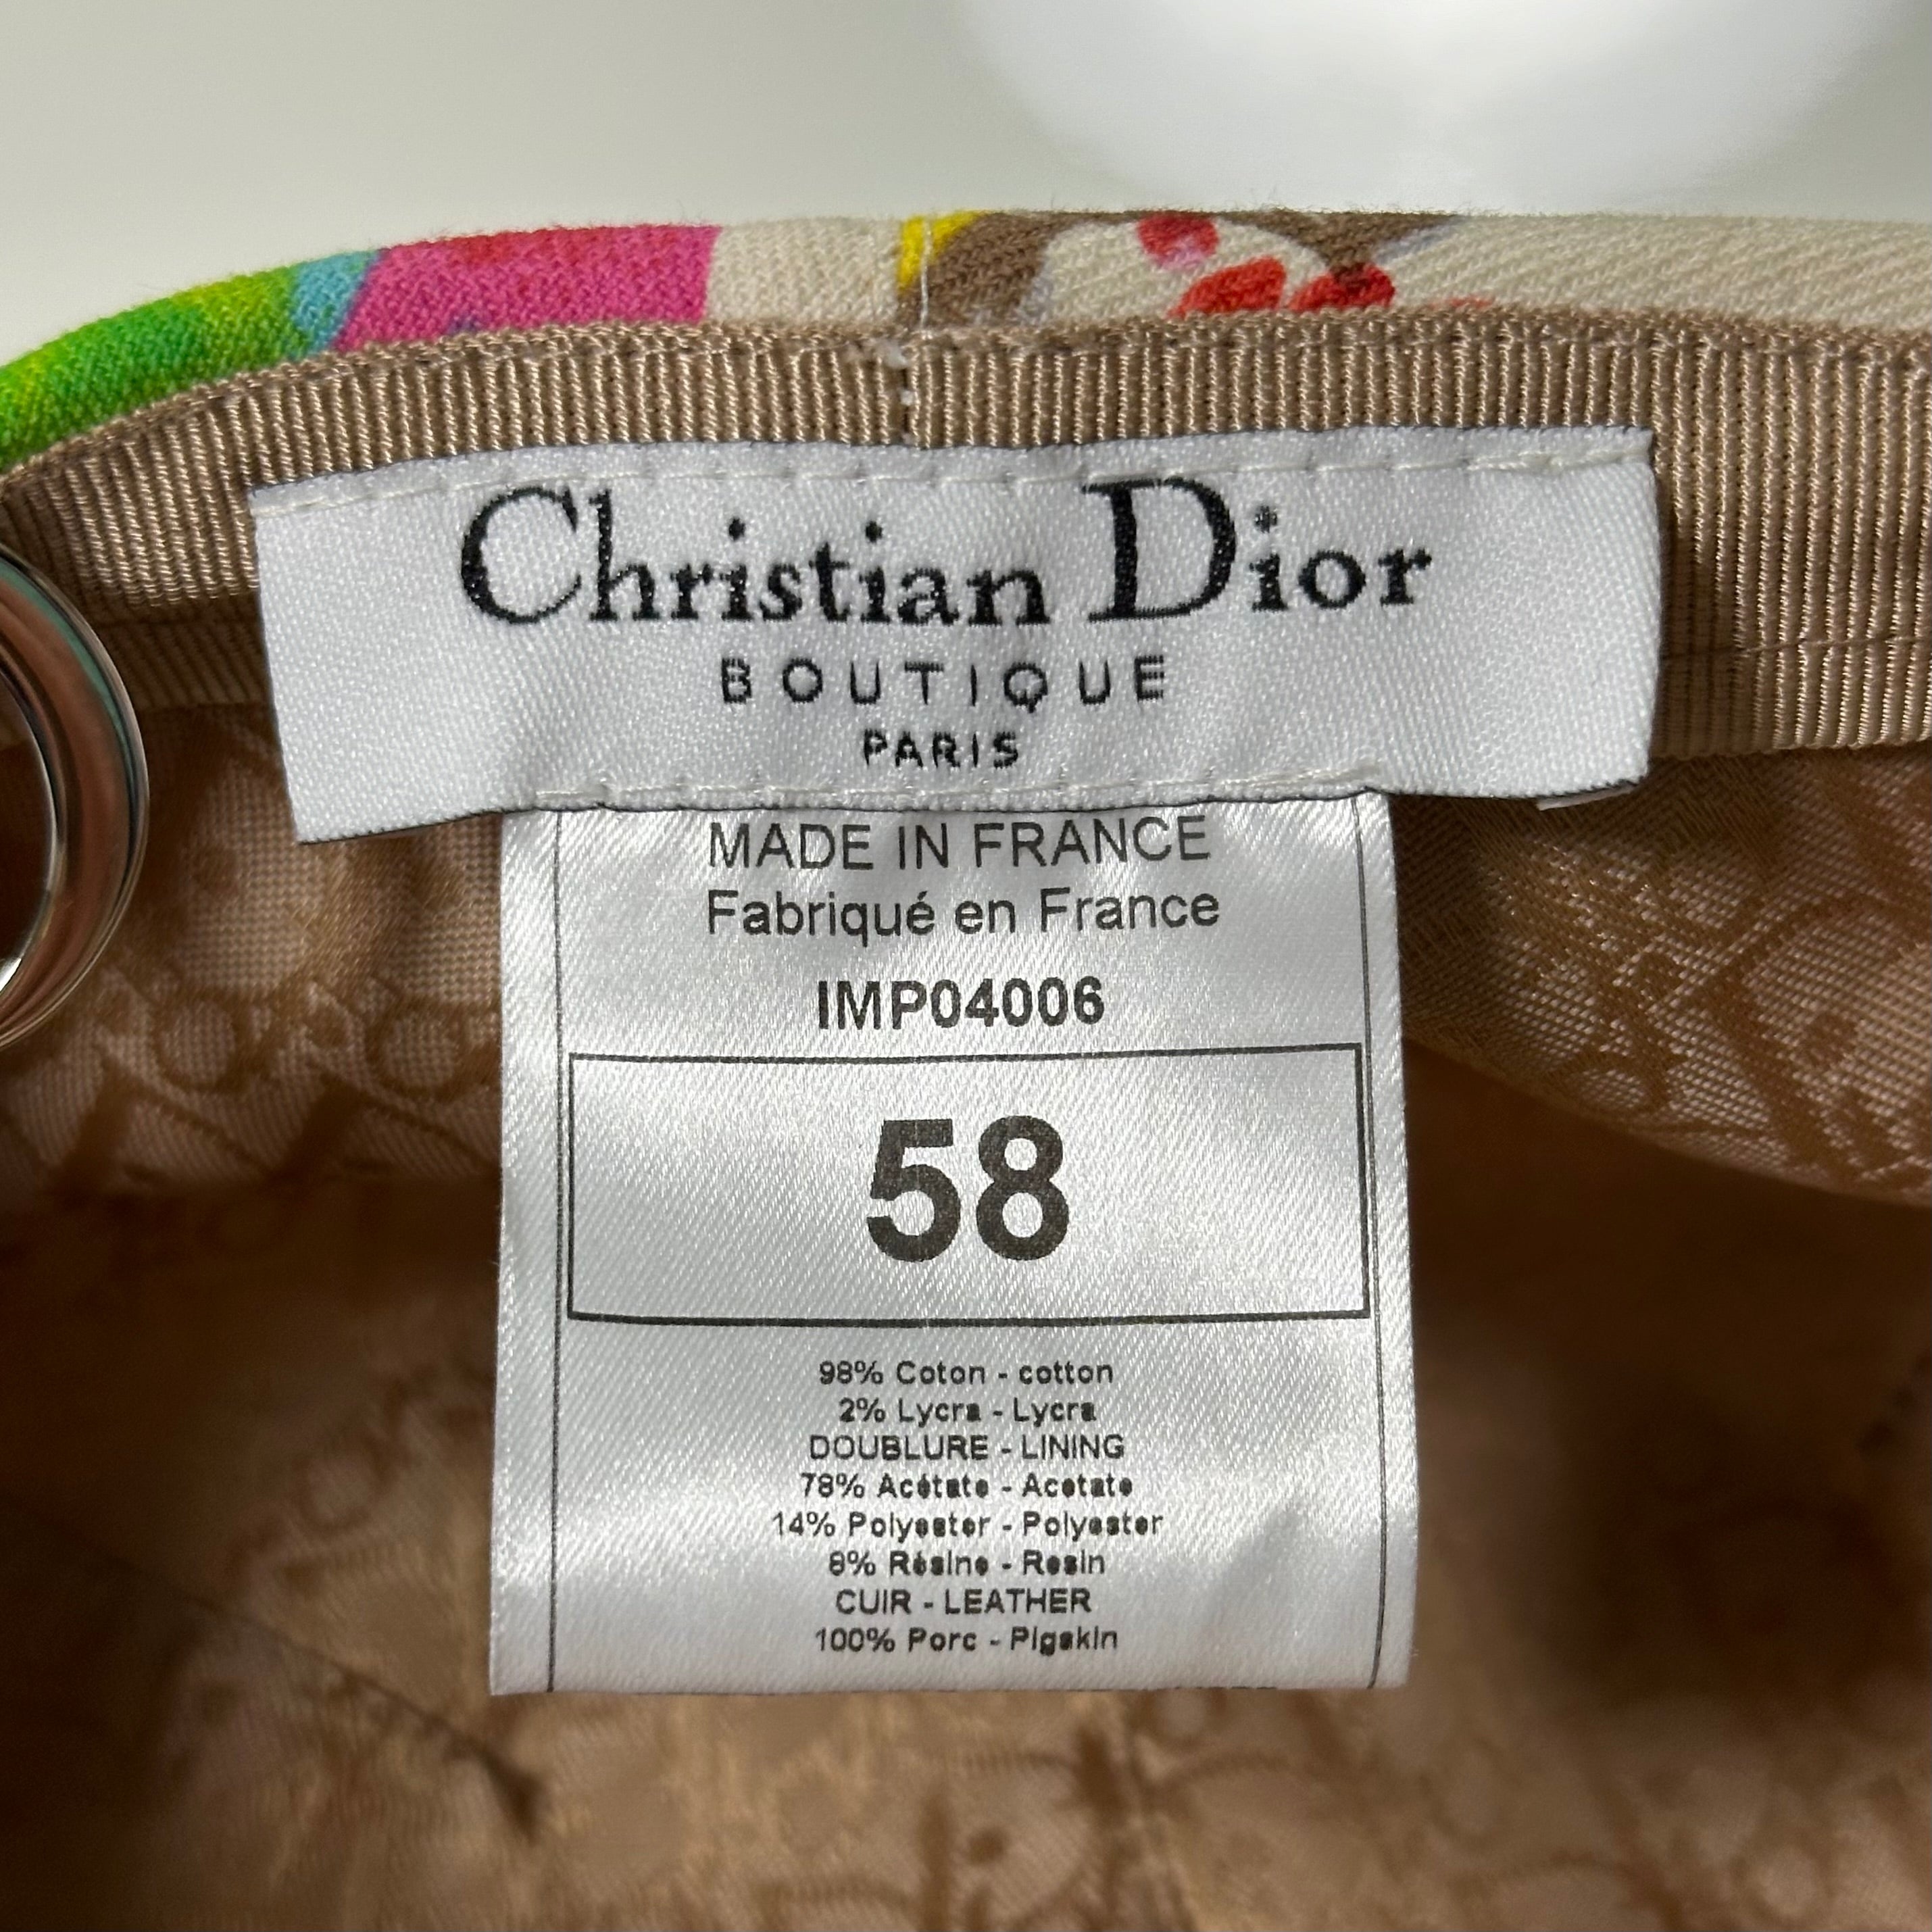 Christian Dior
BOUTIQUE
PARIS
MADE IN FRANCE
Fabriqué en France
IMP04006
58
98% Coton - cotton
2% Lycra - Lycra
DOUBLURE - LINING
78% Acétate - Acetate
14% Polyester - Polyester
8% Résine - Resin
CUIR - LEATHER
100% Porc - Pigskin